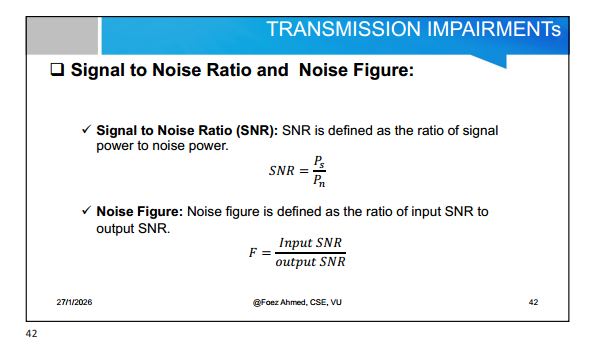 TRANSMISSION IMPAIRMENTs
❑ Signal to Noise Ratio and Noise Figure:
✓ Signal to Noise Ratio (SNR): SNR is defined as the ratio of signal
power to noise power.
SNR = P_s / P_n
✓ Noise Figure: Noise figure is defined as the ratio of input SNR to
output SNR.
F = Input SNR / output SNR
27/1/2026 @Foez Ahmed, CSE, VU 42
42